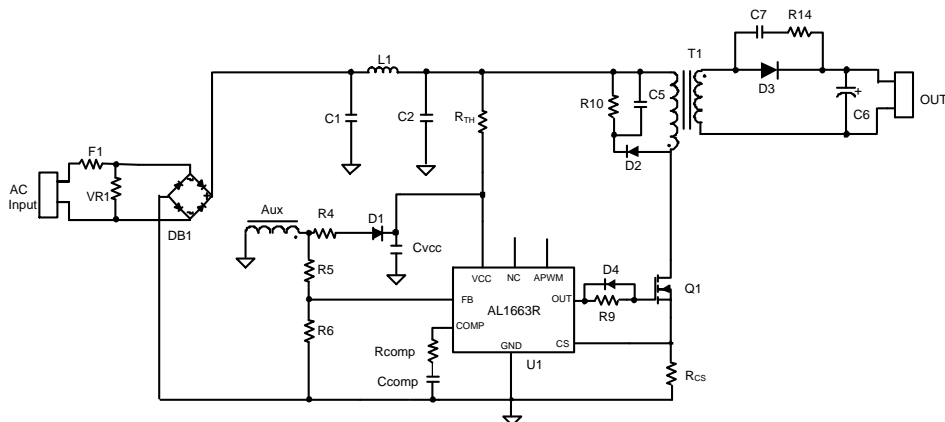 C7
R14
T1
L1
D3
C5
R10
C6
OUT
C1
C2
RTH
F1
D2
AC
Input
VR1
Aux
R4
D1
DB1
Cvcc
R5
VCC
NC
APWM
D4
Q1
FB
OUT
AL1663R
R9
R6
COMP
GND
CS
Rcomp
U1
RCS
Ccomp
+